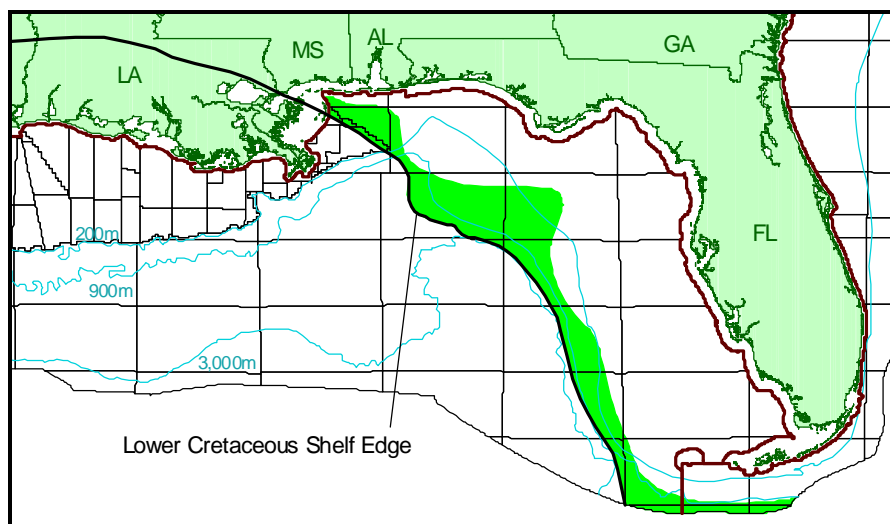 AL
MS
GA
LA
FL
200m
900m
3,000m
Lower Cretaceous Shelf Edge